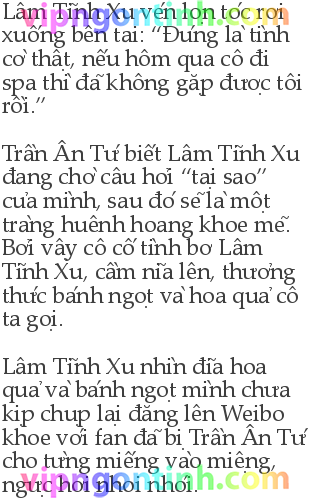 Lâm Tĩnh Xu vén lọn tóc rơi
xuống bên tai: “Đúng là tình
cờ thật, nếu hôm qua cô đi
spa thì đã không gặp được tôi
rồi.”
Trần Ân Tứ biết Lâm Tĩnh Xu
đang chờ câu hỏi “tại sao”
của mình, sau đó sẽ là một
tràng huênh hoang khoe mẽ.
Bởi vậy cô cố tình bơ Lâm
Tĩnh Xu, cầm nĩa lên, thưởng
thức bánh ngọt và hoa quả cô
ta gọi.
Lâm Tĩnh Xu nhìn đĩa hoa
quả và bánh ngọt mình chưa
kịp chụp lại đăng lên Weibo
khoe với fan đã bị Trần Ân Tứ
cho từng miếng vào miệng,
ngực hơi nhoi nhói.
vipngontinh.com
vipngontinh.com